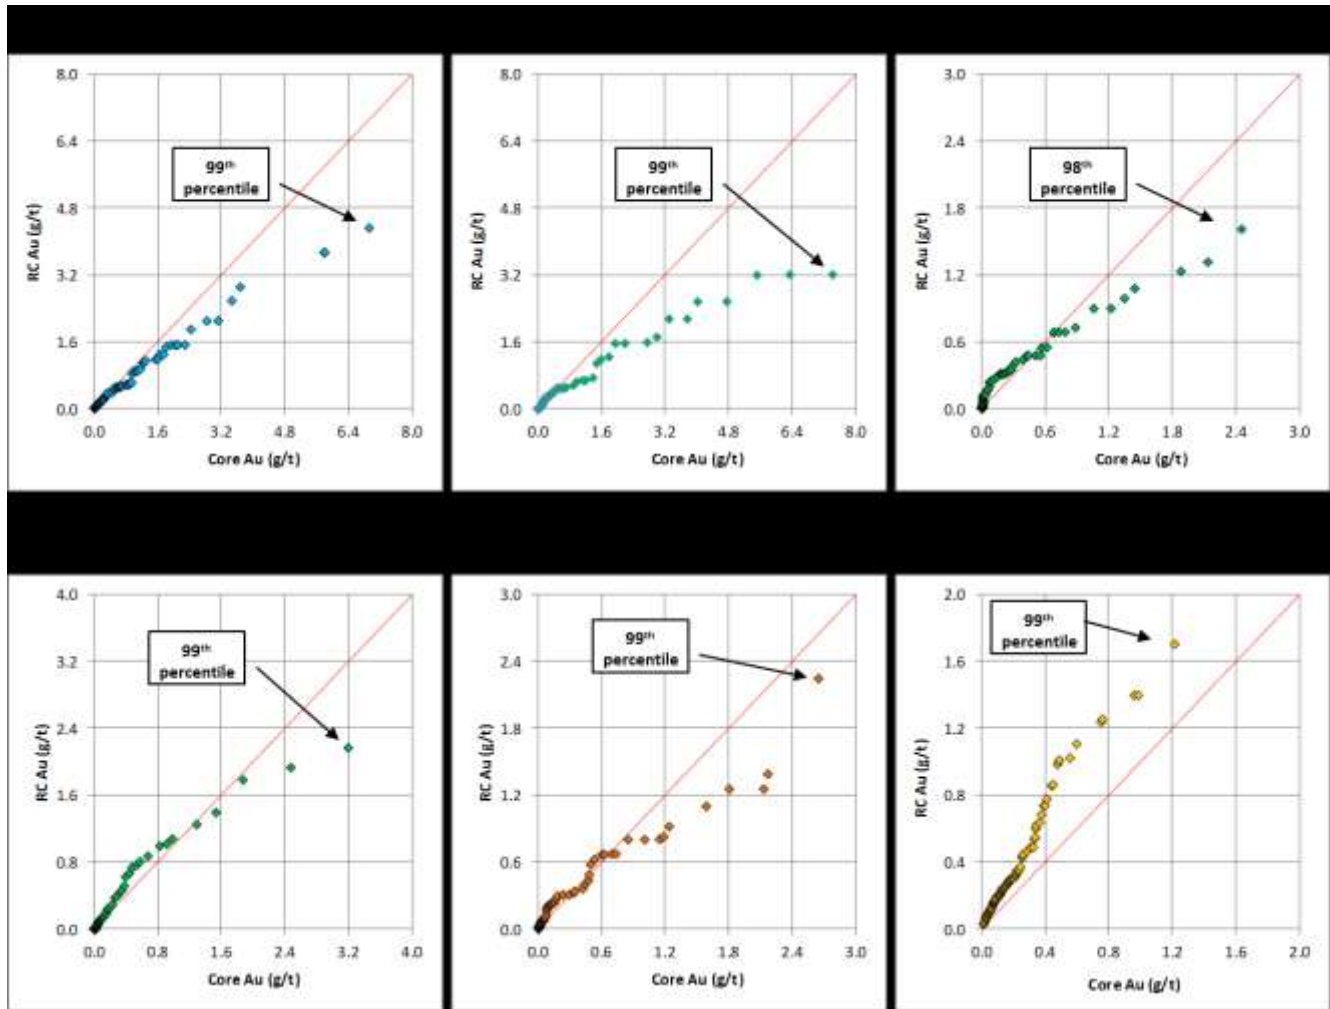 8.0
6.4
99th
percentile
4.8
RC Au (g/t)
3.2
1.6
0.0
0.0 1.6 3.2 4.8 6.4 8.0
Core Au (g/t)
8.0
6.4
99th
percentile
4.8
RC Au (g/t)
3.2
1.6
0.0
0.0 1.6 3.2 4.8 6.4 8.0
Core Au (g/t)
3.0
2.4
98th
percentile
1.8
RC Au (g/t)
1.2
0.6
0.0
0.0 0.6 1.2 1.8 2.4 3.0
Core Au (g/t)
4.0
3.2
99th
percentile
2.4
RC Au (g/t)
1.6
0.8
0.0
0.0 0.8 1.6 2.4 3.2 4.0
Core Au (g/t)
3.0
99th
percentile
2.4
1.8
RC Au (g/t)
1.2
0.6
0.0
0.0 0.6 1.2 1.8 2.4 3.0
Core Au (g/t)
2.0
99th
percentile
1.6
1.2
RC Au (g/t)
0.8
0.4
0.0
0.0 0.4 0.8 1.2 1.6 2.0
Core Au (g/t)